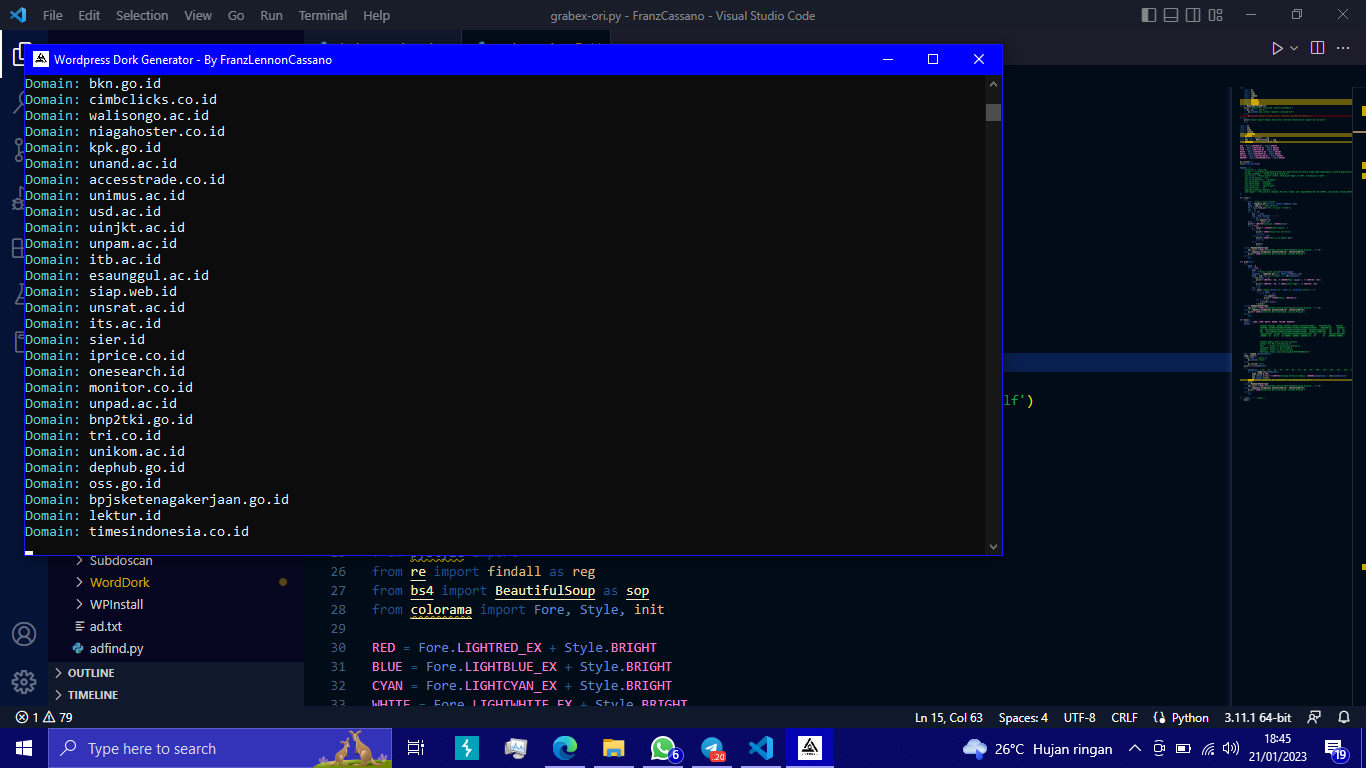 File Edit Selection View Go Run Terminal Help grabex-ori.py - FranzCassano - Visual Studio Code
Wordpress Dork Generator - By FranzLennonCassano
Domain: bkn.go.id
Domain: cimbclicks.co.id
Domain: walisongo.ac.id
Domain: niagahoster.co.id
Domain: kpk.go.id
Domain: unand.ac.id
Domain: accesstrade.co.id
Domain: unimus.ac.id
Domain: usd.ac.id
Domain: uinjkt.ac.id
Domain: unpam.ac.id
Domain: itb.ac.id
Domain: esaunggul.ac.id
Domain: siap.web.id
Domain: unsrat.ac.id
Domain: its.ac.id
Domain: sier.id
Domain: iprice.co.id
Domain: onesearch.id
Domain: monitor.co.id
Domain: unpad.ac.id
lf')
Domain: bnp2tki.go.id
Domain: tri.co.id
Domain: unikom.ac.id
Domain: dephub.go.id
Domain: oss.go.id
Domain: bpjsketenagakerjaan.go.id
Domain: lektur.id
Domain: timesindonesia.co.id
Subdoscan
WordDork
WPInstall
ad.txt
adfind.py
OUTLINE
TIMELINE
26 from re import findall as reg
27 from bs4 import BeautifulSoup as sop
28 from colorama import Fore, Style, init
29
30 RED = Fore.LIGHTRED_EX + Style.BRIGHT
31 BLUE = Fore.LIGHTBLUE_EX + Style.BRIGHT
32 CYAN = Fore.LIGHTCYAN_EX + Style.BRIGHT
33 WHITE = Fore.LIGHTWHITE_EX + Style.BRIGHT
1 79 Ln 15, Col 63 Spaces: 4 UTF-8 CRLF Python 3.11.1 64-bit
Type here to search
6
20
26°C Hujan ringan
18:45
21/01/2023
19